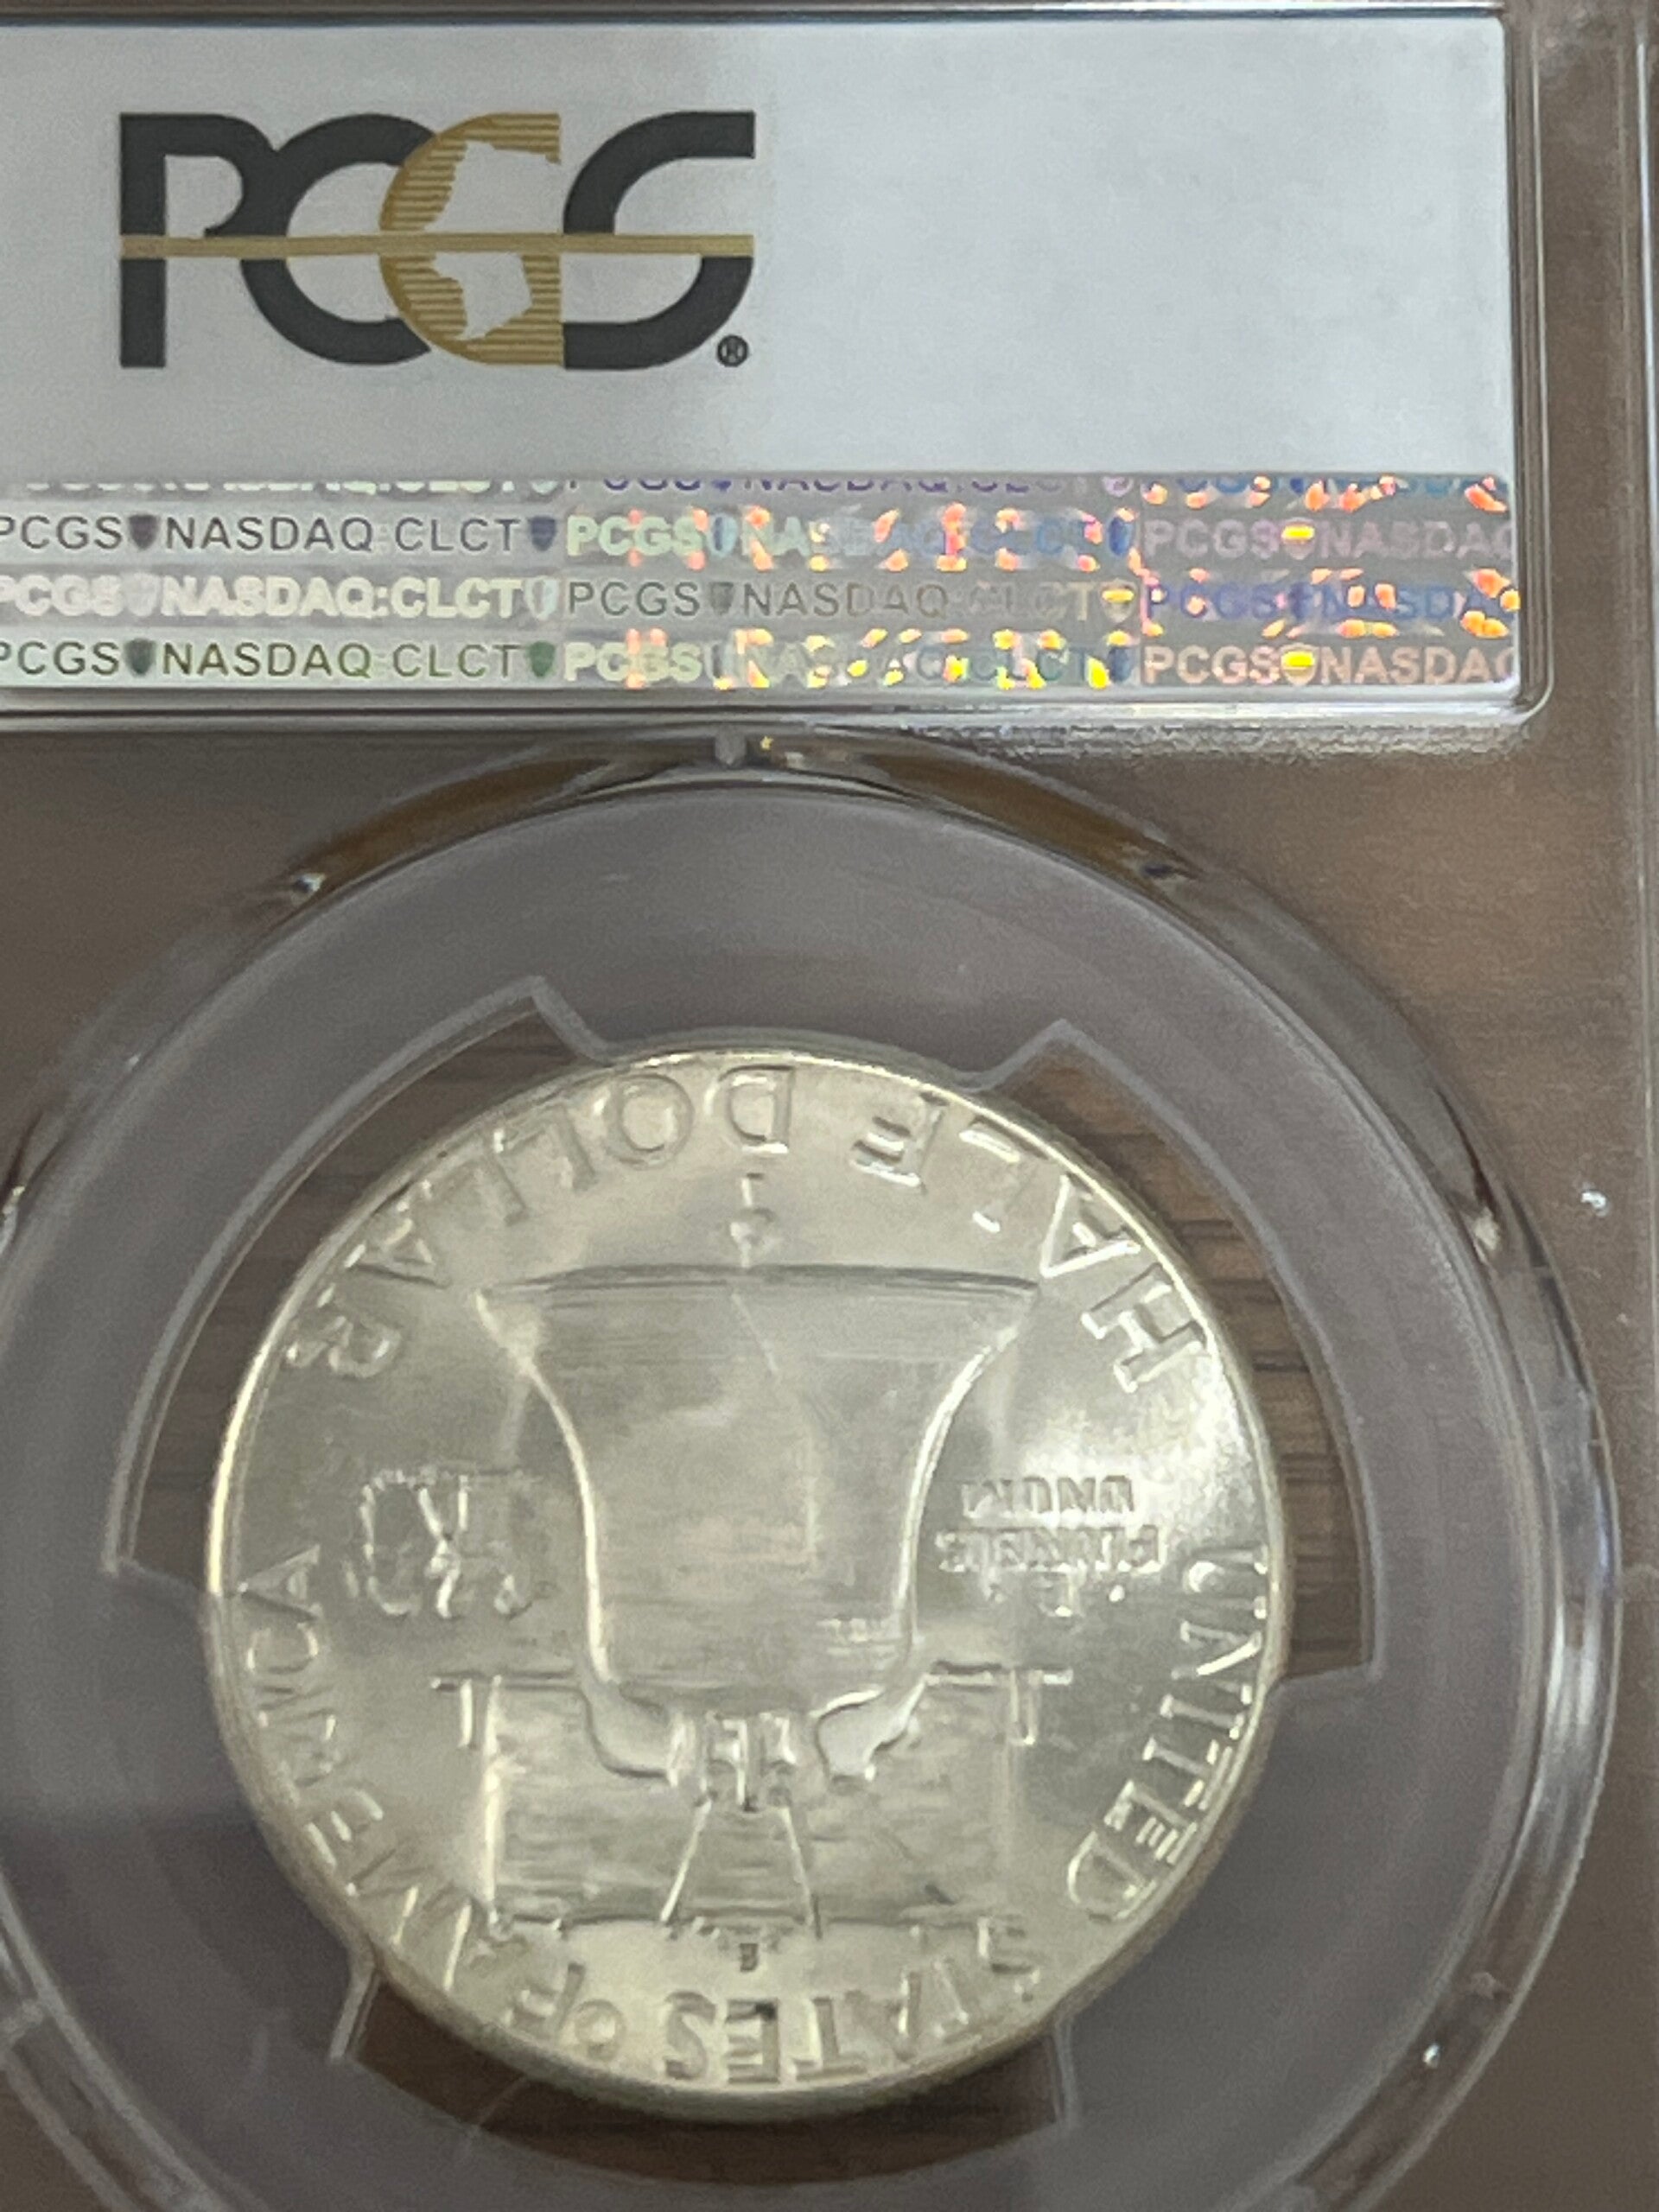 PCGS®
PCGS NASDAQ:CLCT PCGS NASDAQ:CLCT PCGS NASDAQ
PCGS NASDAQ:CLCT PCGS NASDAQ:CLCT PCGS NASDAQ
PCGS NASDAQ:CLCT PCGS NASDAQ:CLCT PCGS NASDAQ
UNITED STATES OF AMERICA
E PLURIBUS UNUM
HALF DOLLAR